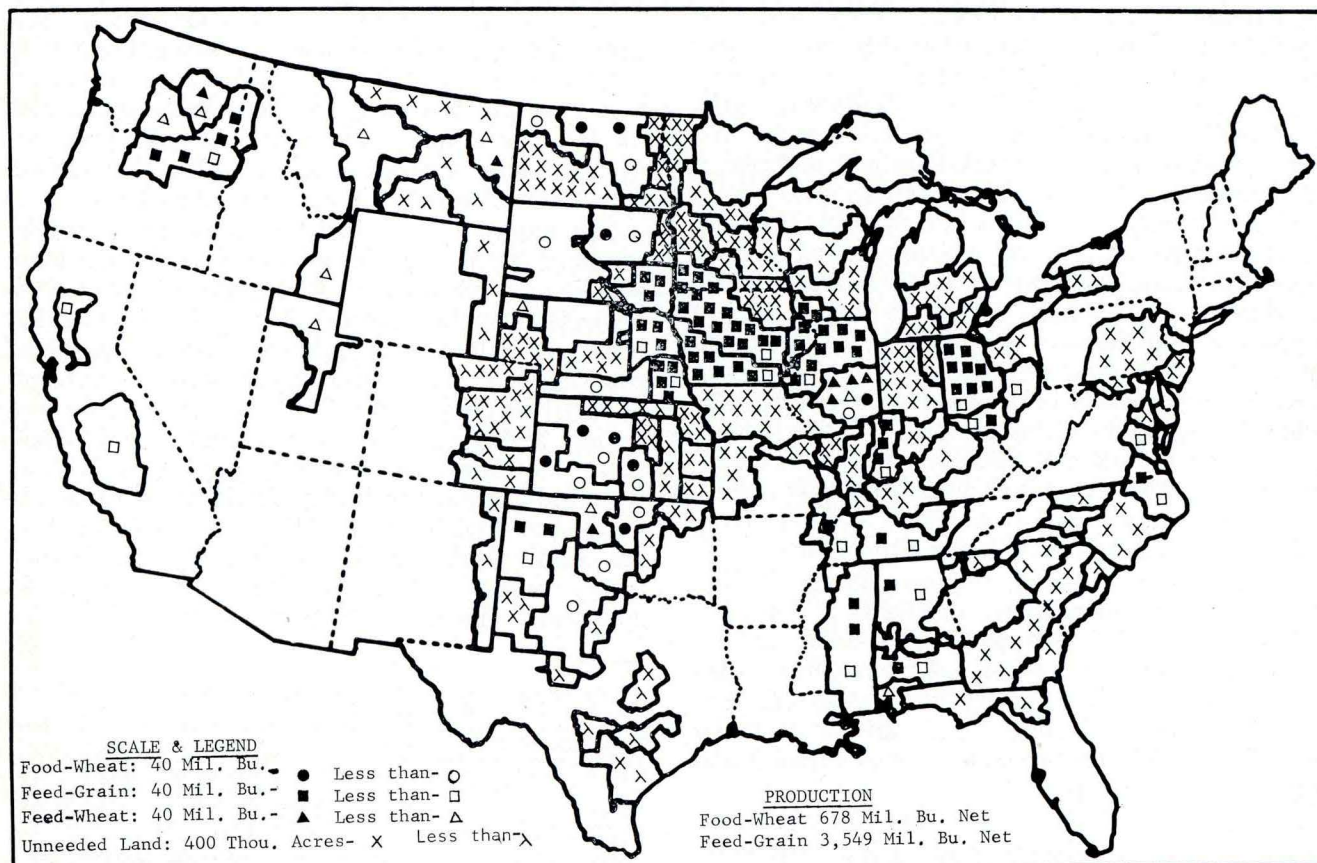 SCALE & LEGEND
Food-Wheat: 40 Mil. Bu.- ● Less than- ○
Feed-Grain: 40 Mil. Bu.- ■ Less than- □
Feed-Wheat: 40 Mil. Bu.- ▲ Less than- △
Unneeded Land: 400 Thou. Acres- X Less than- λ
PRODUCTION
Food-Wheat 678 Mil. Bu. Net
Feed-Grain 3,549 Mil. Bu. Net